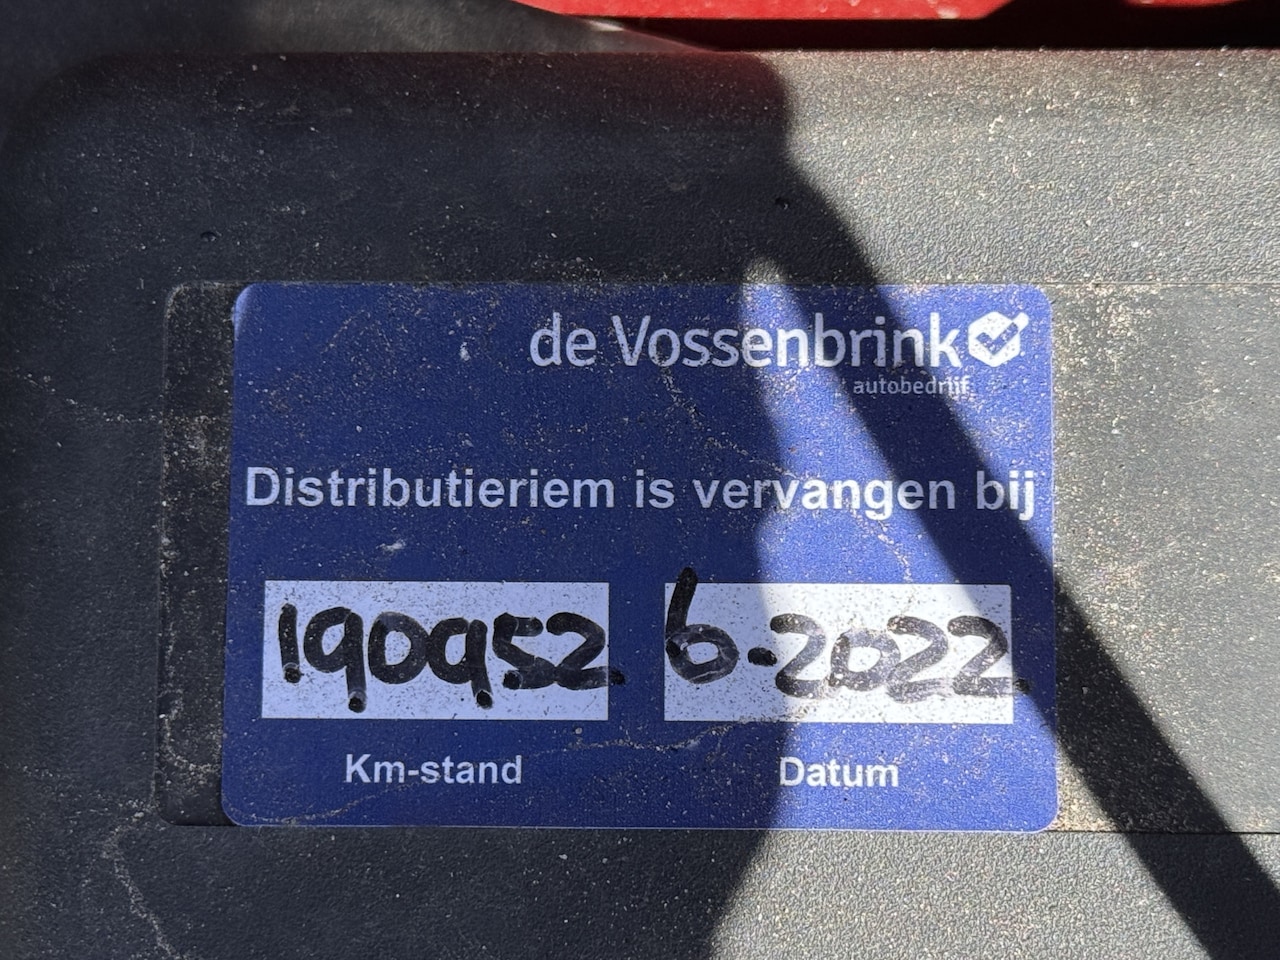 de Vossenbrink
autobedrijf
Distributieriem is vervangen bij
190952 6-2022
Km-stand Datum